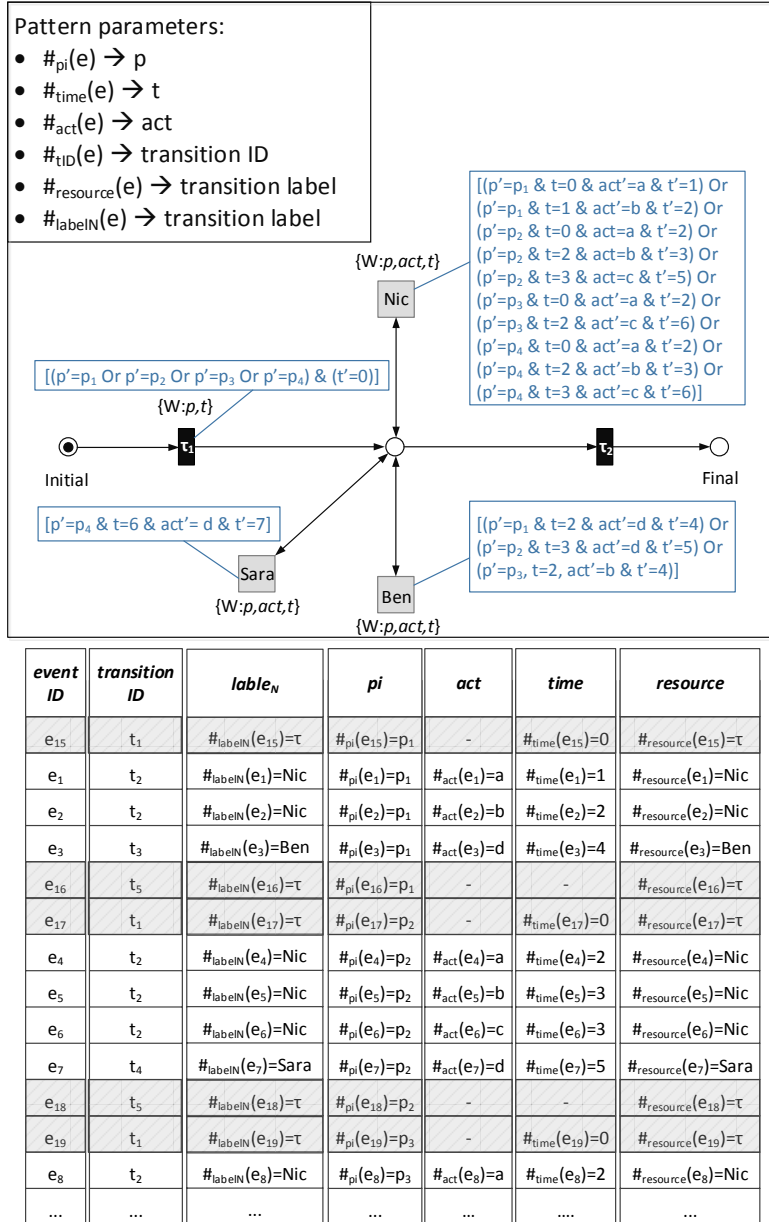 Pattern parameters:
• #pi(e) → p
• #time(e) → t
• #act(e) → act
• #tID(e) → transition ID
• #resource(e) → transition label
• #labelN(e) → transition label
[(p'=p1 & t=0 & act'=a & t'=1) Or
(p'=p1 & t=1 & act'=b & t'=2) Or
(p'=p2 & t=0 & act=a & t'=2) Or
(p'=p2 & t=2 & act=b & t'=3) Or
(p'=p2 & t=3 & act=c & t'=5) Or
(p'=p3 & t=0 & act'=a & t'=2) Or
(p'=p3 & t=2 & act'=c & t'=6) Or
(p'=p4 & t=0 & act'=a & t'=2) Or
(p'=p4 & t=2 & act'=b & t'=3) Or
(p'=p4 & t=3 & act'=c & t'=6)]
{W:p,act,t}
Nic
[(p'=p1 Or p'=p2 Or p'=p3 Or p'=p4) & (t'=0)]
{W:p,t}
τ1
τ2
Initial
Final
[p'=p4 & t=6 & act'= d & t'=7]
Sara
{W:p,act,t}
[(p'=p1 & t=2 & act'=d & t'=4) Or
(p'=p2 & t=3 & act'=d & t'=5) Or
(p'=p3, t=2, act'=b & t'=4)]
Ben
{W:p,act,t}
event ID transition ID lableN pi act time resource
e15 t1 #labelN(e15)=τ #pi(e15)=p1 - #time(e15)=0 #resource(e15)=τ
e1 t2 #labelN(e1)=Nic #pi(e1)=p1 #act(e1)=a #time(e1)=1 #resource(e1)=Nic
e2 t2 #labelN(e2)=Nic #pi(e2)=p1 #act(e2)=b #time(e2)=2 #resource(e2)=Nic
e3 t3 #labelN(e3)=Ben #pi(e3)=p1 #act(e3)=d #time(e3)=4 #resource(e3)=Ben
e16 t5 #labelN(e16)=τ #pi(e16)=p1 - - #resource(e16)=τ
e17 t1 #labelN(e17)=τ #pi(e17)=p2 - #time(e17)=0 #resource(e17)=τ
e4 t2 #labelN(e4)=Nic #pi(e4)=p2 #act(e4)=a #time(e4)=2 #resource(e4)=Nic
e5 t2 #labelN(e5)=Nic #pi(e5)=p2 #act(e5)=b #time(e5)=3 #resource(e5)=Nic
e6 t2 #labelN(e6)=Nic #pi(e6)=p2 #act(e6)=c #time(e6)=3 #resource(e6)=Nic
e7 t4 #labelN(e7)=Sara #pi(e7)=p2 #act(e7)=d #time(e7)=5 #resource(e7)=Sara
e18 t5 #labelN(e18)=τ #pi(e18)=p2 - - #resource(e18)=τ
e19 t1 #labelN(e19)=τ #pi(e19)=p3 - #time(e19)=0 #resource(e19)=τ
e8 t2 #labelN(e8)=Nic #pi(e8)=p3 #act(e8)=a #time(e8)=2 #resource(e8)=Nic
... ... ... ... ... .... ...